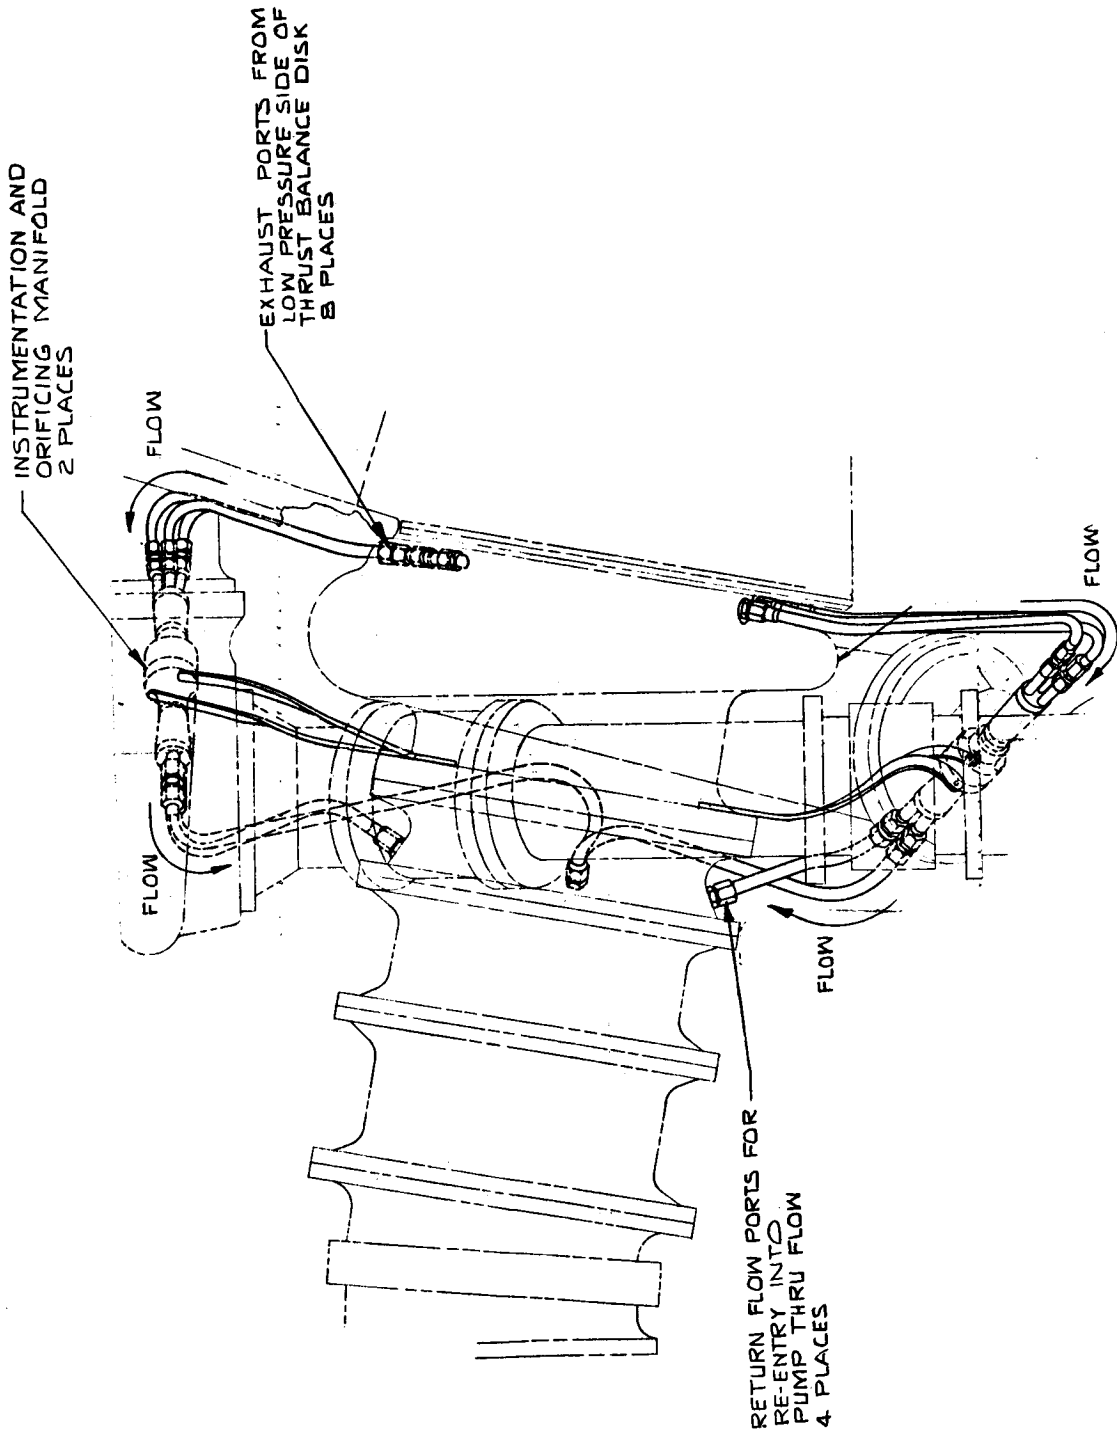 INSTRUMENTATION AND
ORIFICING MANIFOLD
2 PLACES
FLOW
EXHAUST PORTS FROM
LOW PRESSURE SIDE OF
THRUST BALANCE DISK
8 PLACES
FLOW
FLOW
FLOW
RETURN FLOW PORTS FOR
RE-ENTRY INTO
PUMP THRU FLOW
4 PLACES